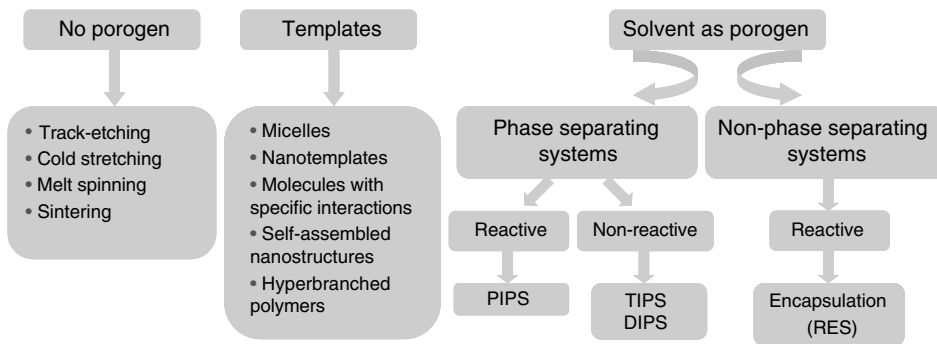 No porogen
Templates
Solvent as porogen
• Track-etching
• Cold stretching
• Melt spinning
• Sintering
• Micelles
• Nanotemplates
• Molecules with
specific interactions
• Self-assembled
nanostructures
• Hyperbranched
polymers
Phase separating
systems
Non-phase separating
systems
Reactive
Non-reactive
Reactive
PIPS
TIPS
DIPS
Encapsulation
(RES)